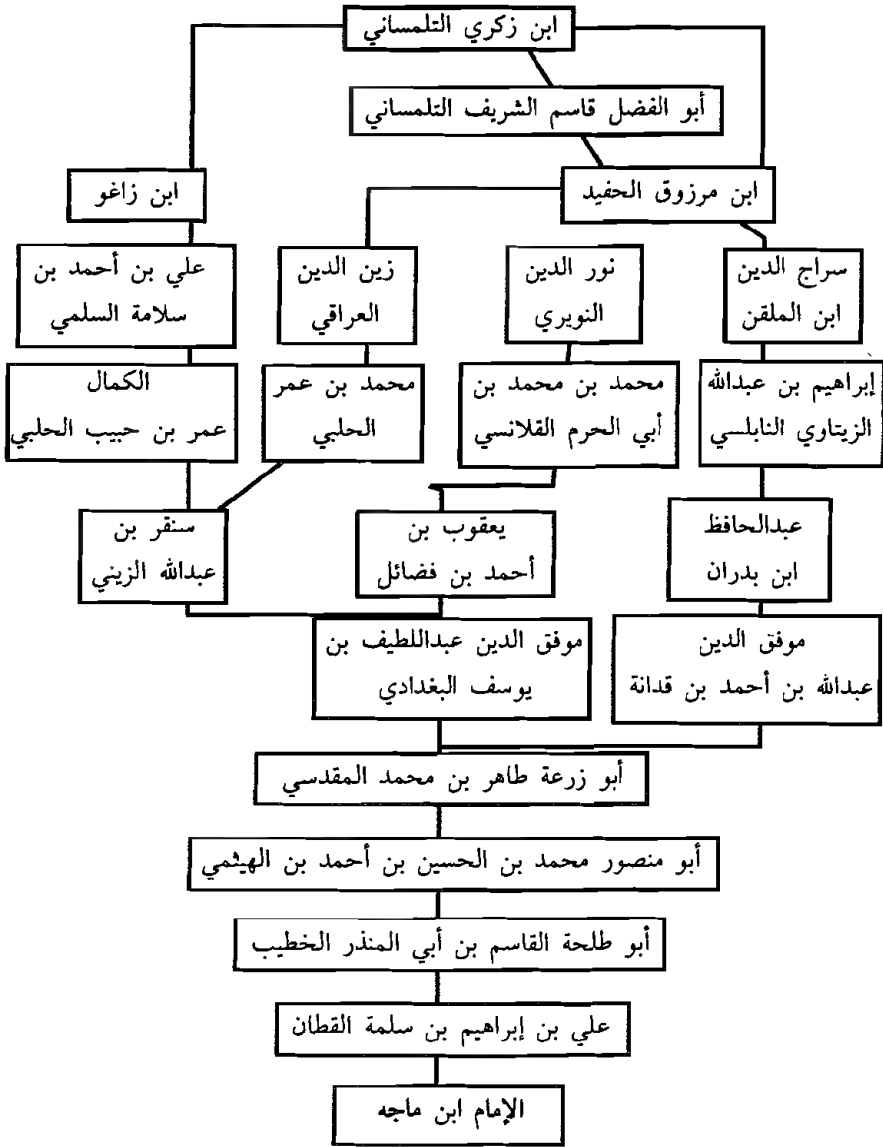 ابن زكري التلمساني
أبو الفضل قاسم الشريف التلمساني
ابن مرزوق الحفيد
ابن زاغو
سراج الدين
ابن الملقن
نور الدين
النويري
زين الدين
العراقي
علي بن أحمد بن
سلامة السلمي
إبراهيم بن عبدالله
الزيتاوي النابلسي
محمد بن محمد بن
أبي الحرم القلانسي
محمد بن عمر
الحلبي
الكمال
عمر بن حبيب الحلبي
عبدالحافظ
ابن بدران
يعقوب بن
أحمد بن فضائل
سنقر بن
عبدالله الزيني
موفق الدين
عبدالله بن أحمد بن قدانة
موفق الدين عبداللطيف بن
يوسف البغدادي
أبو زرعة طاهر بن محمد المقدسي
أبو منصور محمد بن الحسين بن أحمد بن الهيثمي
أبو طلحة القاسم بن أبي المنذر الخطيب
علي بن إبراهيم بن سلمة القطان
الإمام ابن ماجه